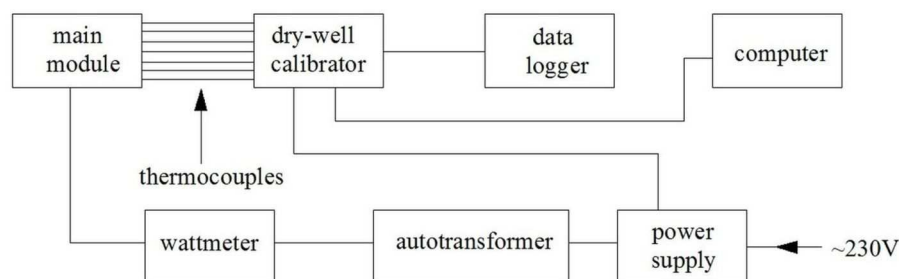 main
module
dry-well
calibrator
data
logger
computer
thermocouples
wattmeter
autotransformer
power
supply
~230V